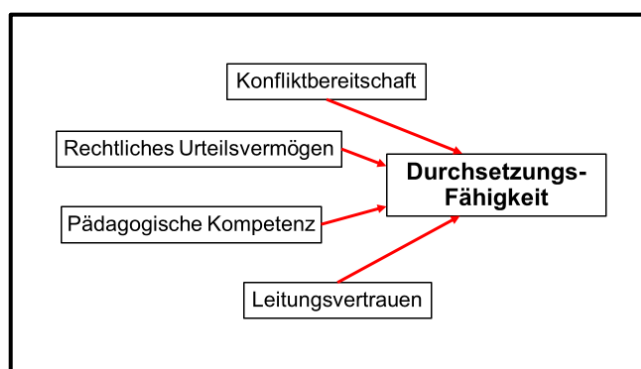 Konfliktbereitschaft
Rechtliches Urteilsvermögen
Durchsetzungs-
Fähigkeit
Pädagogische Kompetenz
Leitungsvertrauen